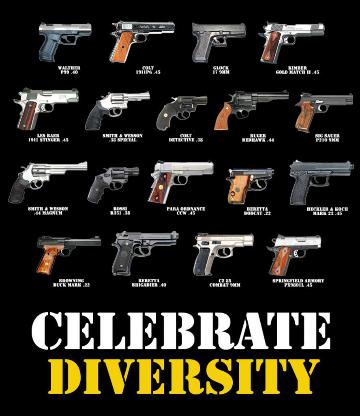 WALTHER
P99 .40
COLT
1911PG .45
GLOCK
17 9MM
KIMBER
GOLD MATCH II .45
LES BAER
1911 STINGER .45
SMITH & WESSON
.38 SPECIAL
COLT
DETECTIVE .38
RUGER
REDHAWK .44
SIG SAUER
P210 9MM
SMITH & WESSON
.44 MAGNUM
ROSSI
R351 .38
PARA ORDNANCE
CCW .45
BERETTA
BOBCAT .22
HECKLER & KOCH
MARK 23 .45
BROWNING
BUCK MARK .22
BERETTA
BRIGADIER .40
CZ 85
COMBAT 9MM
SPRINGFIELD ARMORY
.45
CELEBRATE
DIVERSITY